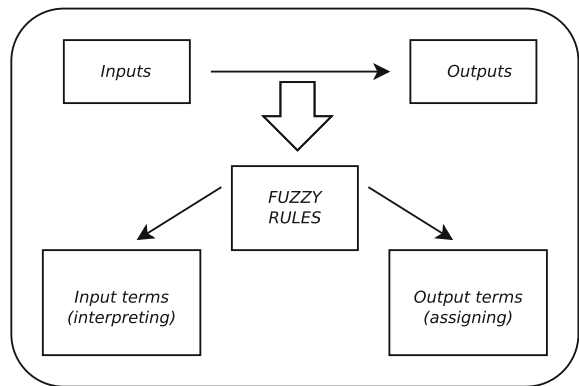 Inputs
Outputs
FUZZY
RULES
Input terms
(interpreting)
Output terms
(assigning)